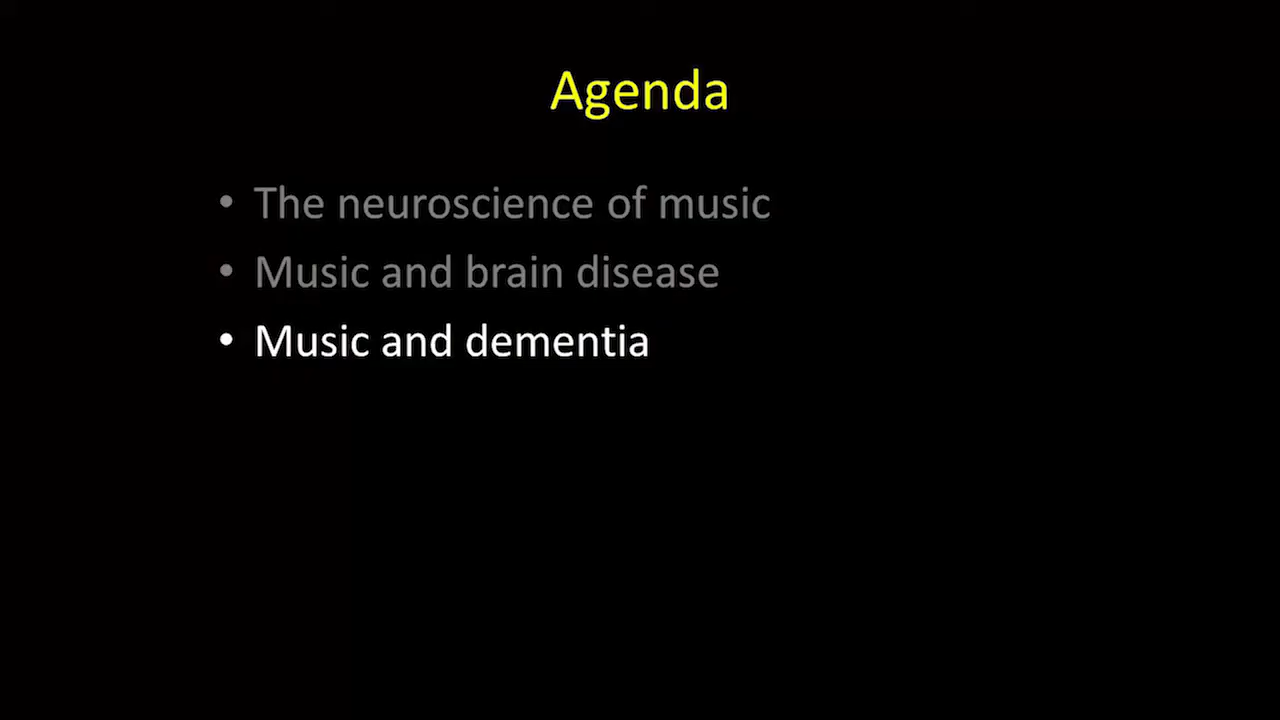 Agenda
• The neuroscience of music
• Music and brain disease
• Music and dementia